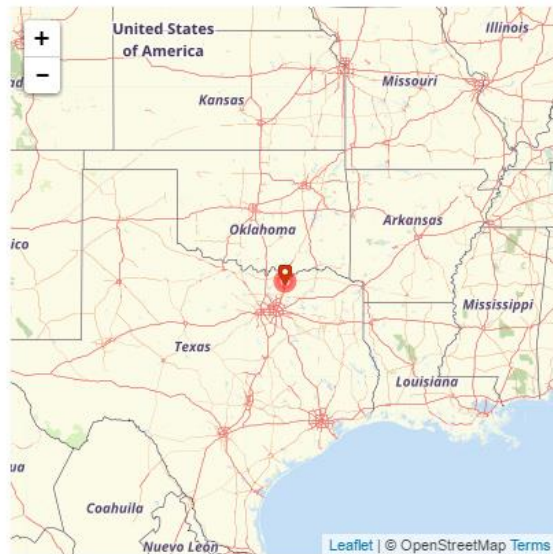 +
−
United States
of America
Illinois
Missouri
Kansas
Oklahoma
Arkansas
ico
Mississippi
Texas
Louisiana
ua
Coahuila
Nuevo León
Leaflet | © OpenStreetMap Terms